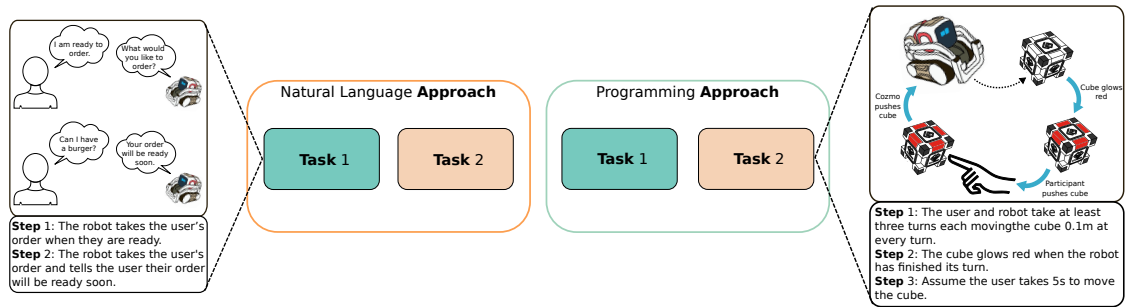 I am ready to
order.
What would
you like to
order?
Can I have
a burger?
Your order
will be ready
soon.
Step 1: The robot takes the user's
order when they are ready.
Step 2: The robot takes the user's
order and tells the user their order
will be ready soon.
Natural Language Approach
Task 1
Task 2
Programming Approach
Task 1
Task 2
Cube glows
red
Participant
pushes cube
Cozmo
pushes
cube
Step 1: The user and robot take at least
three turns each movingthe cube 0.1m at
every turn.
Step 2: The cube glows red when the robot
has finished its turn.
Step 3: Assume the user takes 5s to move
the cube.